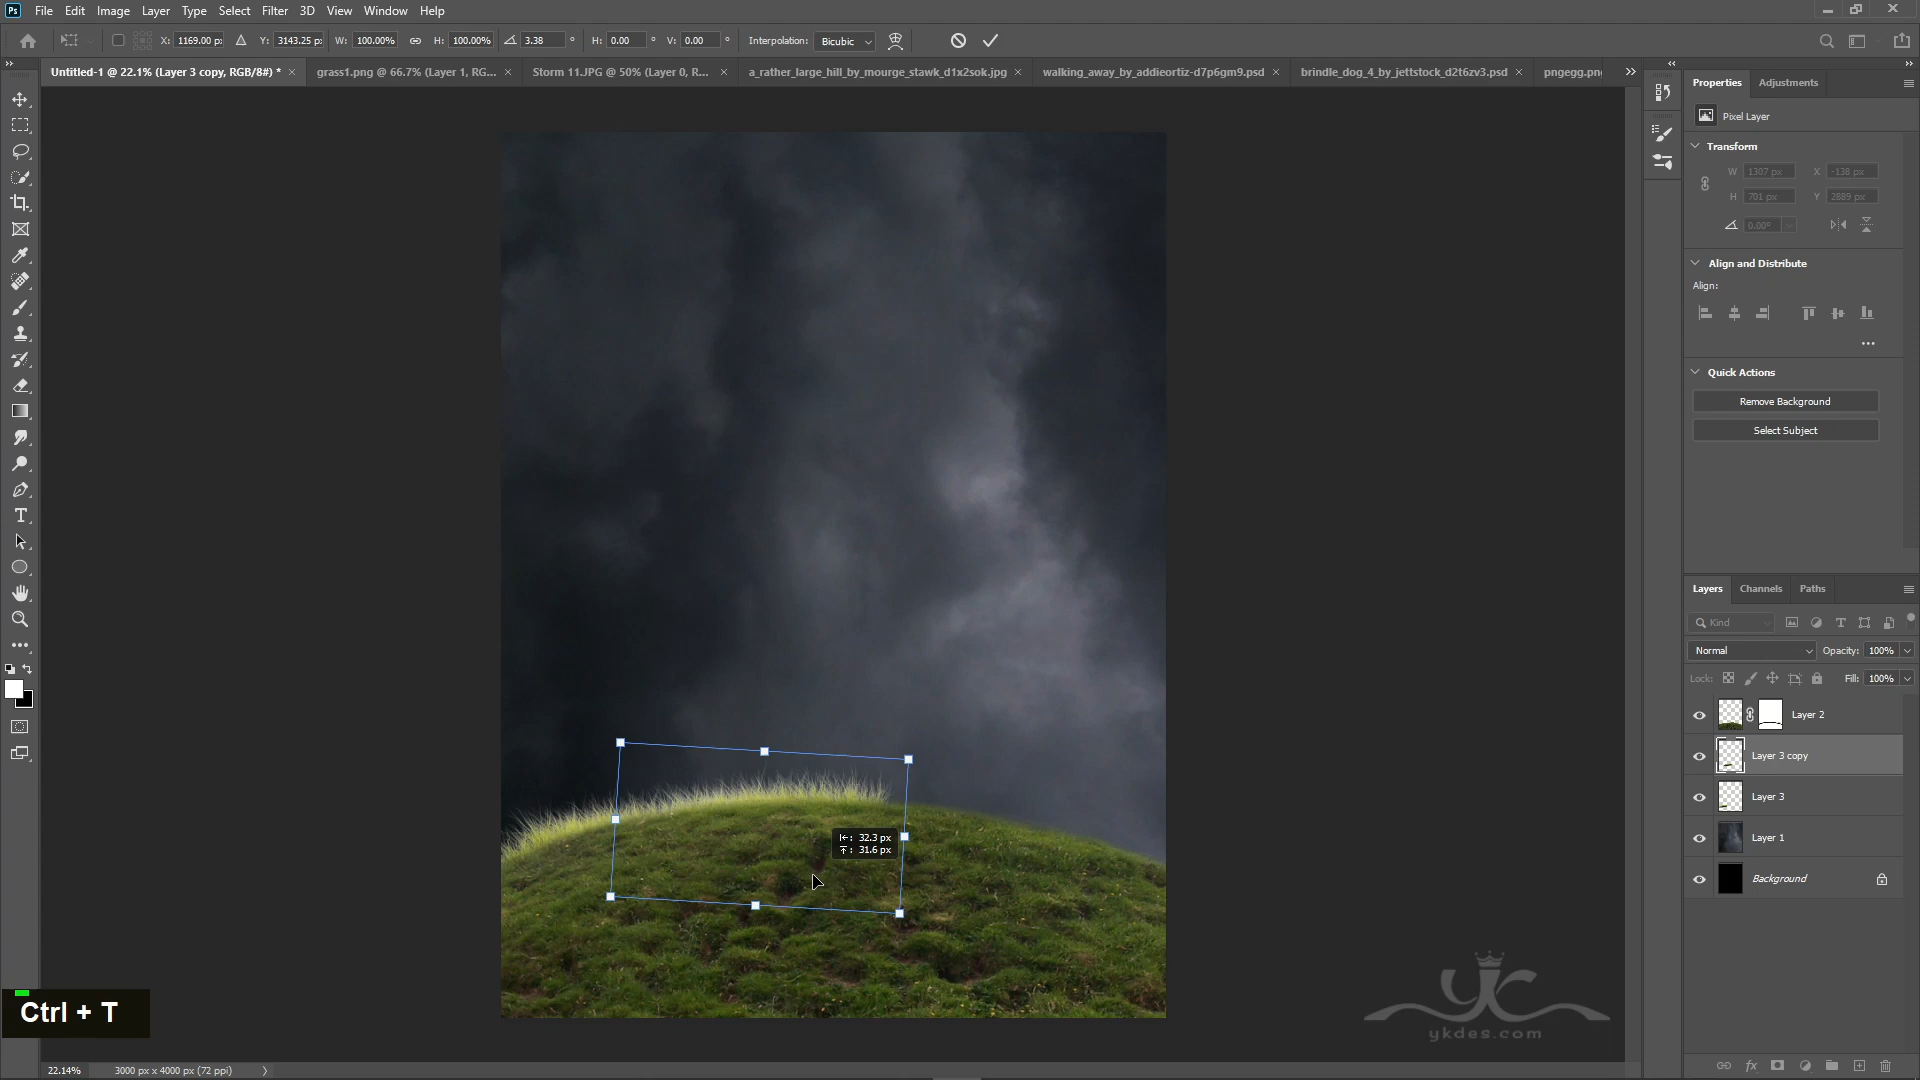 Ps File Edit Image Layer Type Select Filter 3D View Window Help
X: 1169.00 px Y: 3143.25 px W: 100.00% H: 100.00% 3.38 ° H: 0.00 ° V: 0.00 ° Interpolation: Bicubic
Untitled-1 @ 22.1% (Layer 3 copy, RGB/8#) * × grass1.png @ 66.7% (Layer 1, RG... × Storm 11.JPG @ 50% (Layer 0, R... × a_rather_large_hill_by_mourge_stawk_d1x2sok.jpg × walking_away_by_addieortiz-d7p6gm9.psd × brindle_dog_4_by_jettstock_d2t6zv3.psd × pngegg.pn
Properties Adjustments
Pixel Layer
Transform
W 1307 px X -138 px
H 701 px Y 2889 px
0.00°
Align and Distribute
Align:
Quick Actions
Remove Background
Select Subject
Layers Channels Paths
Kind
Normal Opacity: 100%
Lock: Fill: 100%
Layer 2
Layer 3 copy
Layer 3
Layer 1
Background
32.3 px
31.6 px
Ctrl + T
yc
ykdes.com
22.14% 3000 px x 4000 px (72 ppi)